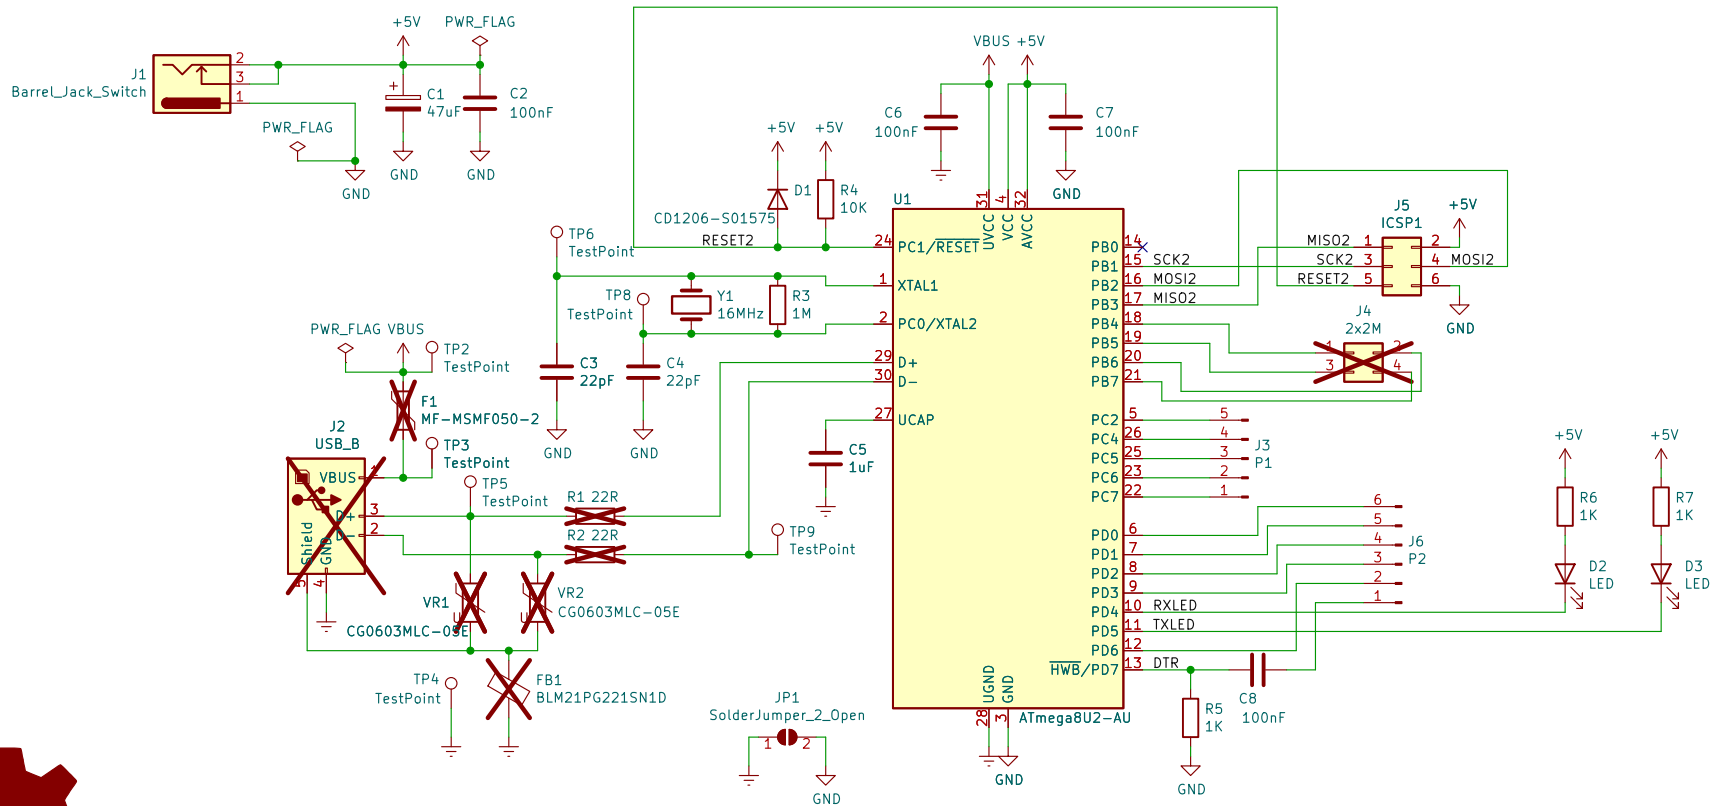 +5V
PWR_FLAG
J1
Barrel_Jack_Switch
2
3
1
C1
47uF
C2
100nF
PWR_FLAG
GND
GND
GND
VBUS +5V
C6
100nF
C7
100nF
GND
+5V
+5V
D1
CD1206-S01575
R4
10K
RESET2
TP6
TestPoint
TP8
TestPoint
Y1
16MHz
R3
1M
C3
22pF
C4
22pF
GND
GND
C5
1uF
U1
31
4
32
UVCC
VCC
AVCC
24 PC1/RESET
1 XTAL1
2 PC0/XTAL2
29 D+
30 D-
27 UCAP
PB0 14
PB1 15 SCK2
PB2 16 MOSI2
PB3 17 MISO2
PB4 18
PB5 19
PB6 20
PB7 21
PC2 5
PC4 26
PC5 25
PC6 23
PC7 22
PD0 6
PD1 7
PD2 8
PD3 9
PD4 10 RXLED
PD5 11 TXLED
PD6 12
HWB/PD7 13 DTR
UGND
GND
28
3
ATmega8U2-AU
GND
J5
ICSP1
+5V
MISO2 1 2
SCK2 3 4 MOSI2
RESET2 5 6
GND
J4
2x2M
1 2
3 4
5
4
3
2
1
J3
P1
6
5
4
3
2
1
J6
P2
+5V
+5V
R6
1K
R7
1K
D2
LED
D3
LED
C8
100nF
R5
1K
GND
PWR_FLAG VBUS
TP2
TestPoint
F1
MF-MSMF050-2
J2
USB_B
TP3
TestPoint
VBUS 1
D+ 3
D- 2
Shield
GND
5
4
TP5
TestPoint
R1 22R
R2 22R
TP9
TestPoint
VR1
CG0603MLC-05E
VR2
CG0603MLC-05E
TP4
TestPoint
FB1
BLM21PG221SN1D
JP1
SolderJumper_2_Open
1 2
GND